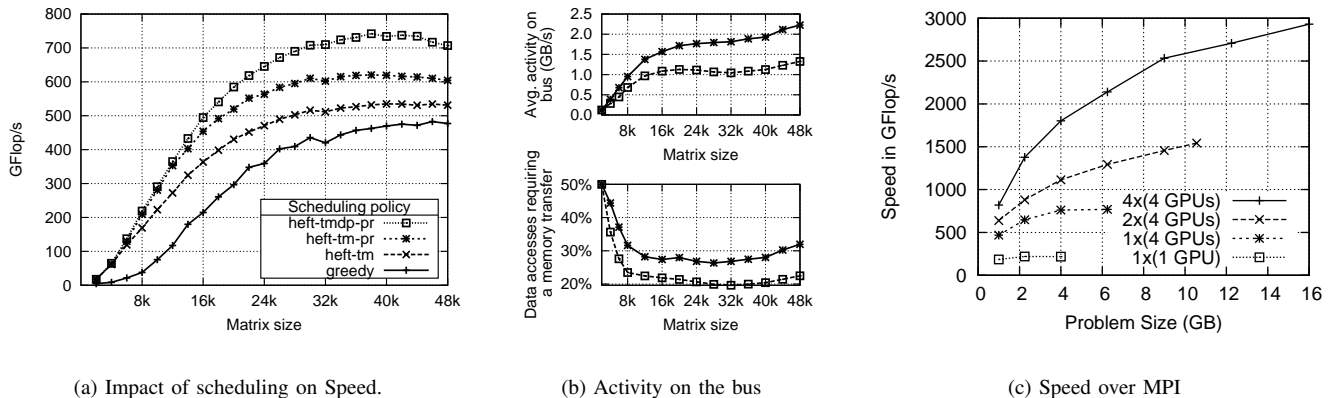 800
700
600
500
400
300
200
100
0
GFlop/s
8k 16k 24k 32k 40k 48k
Matrix size
Scheduling policy
heft-tmdp-pr
heft-tm-pr
heft-tm
greedy
(a) Impact of scheduling on Speed.
Avg. activity on
bus (GB/s)
2.5
2.0
1.5
1.0
0.5
0.0
8k 16k 24k 32k 40k 48k
Matrix size
Data accesses requiring
a memory transfer
50%
40%
30%
20%
8k 16k 24k 32k 40k 48k
Matrix size
(b) Activity on the bus
Speed in GFlop/s
3000
2500
2000
1500
1000
500
0
0 2 4 6 8 10 12 14 16
Problem Size (GB)
4x(4 GPUs)
2x(4 GPUs)
1x(4 GPUs)
1x(1 GPU)
(c) Speed over MPI